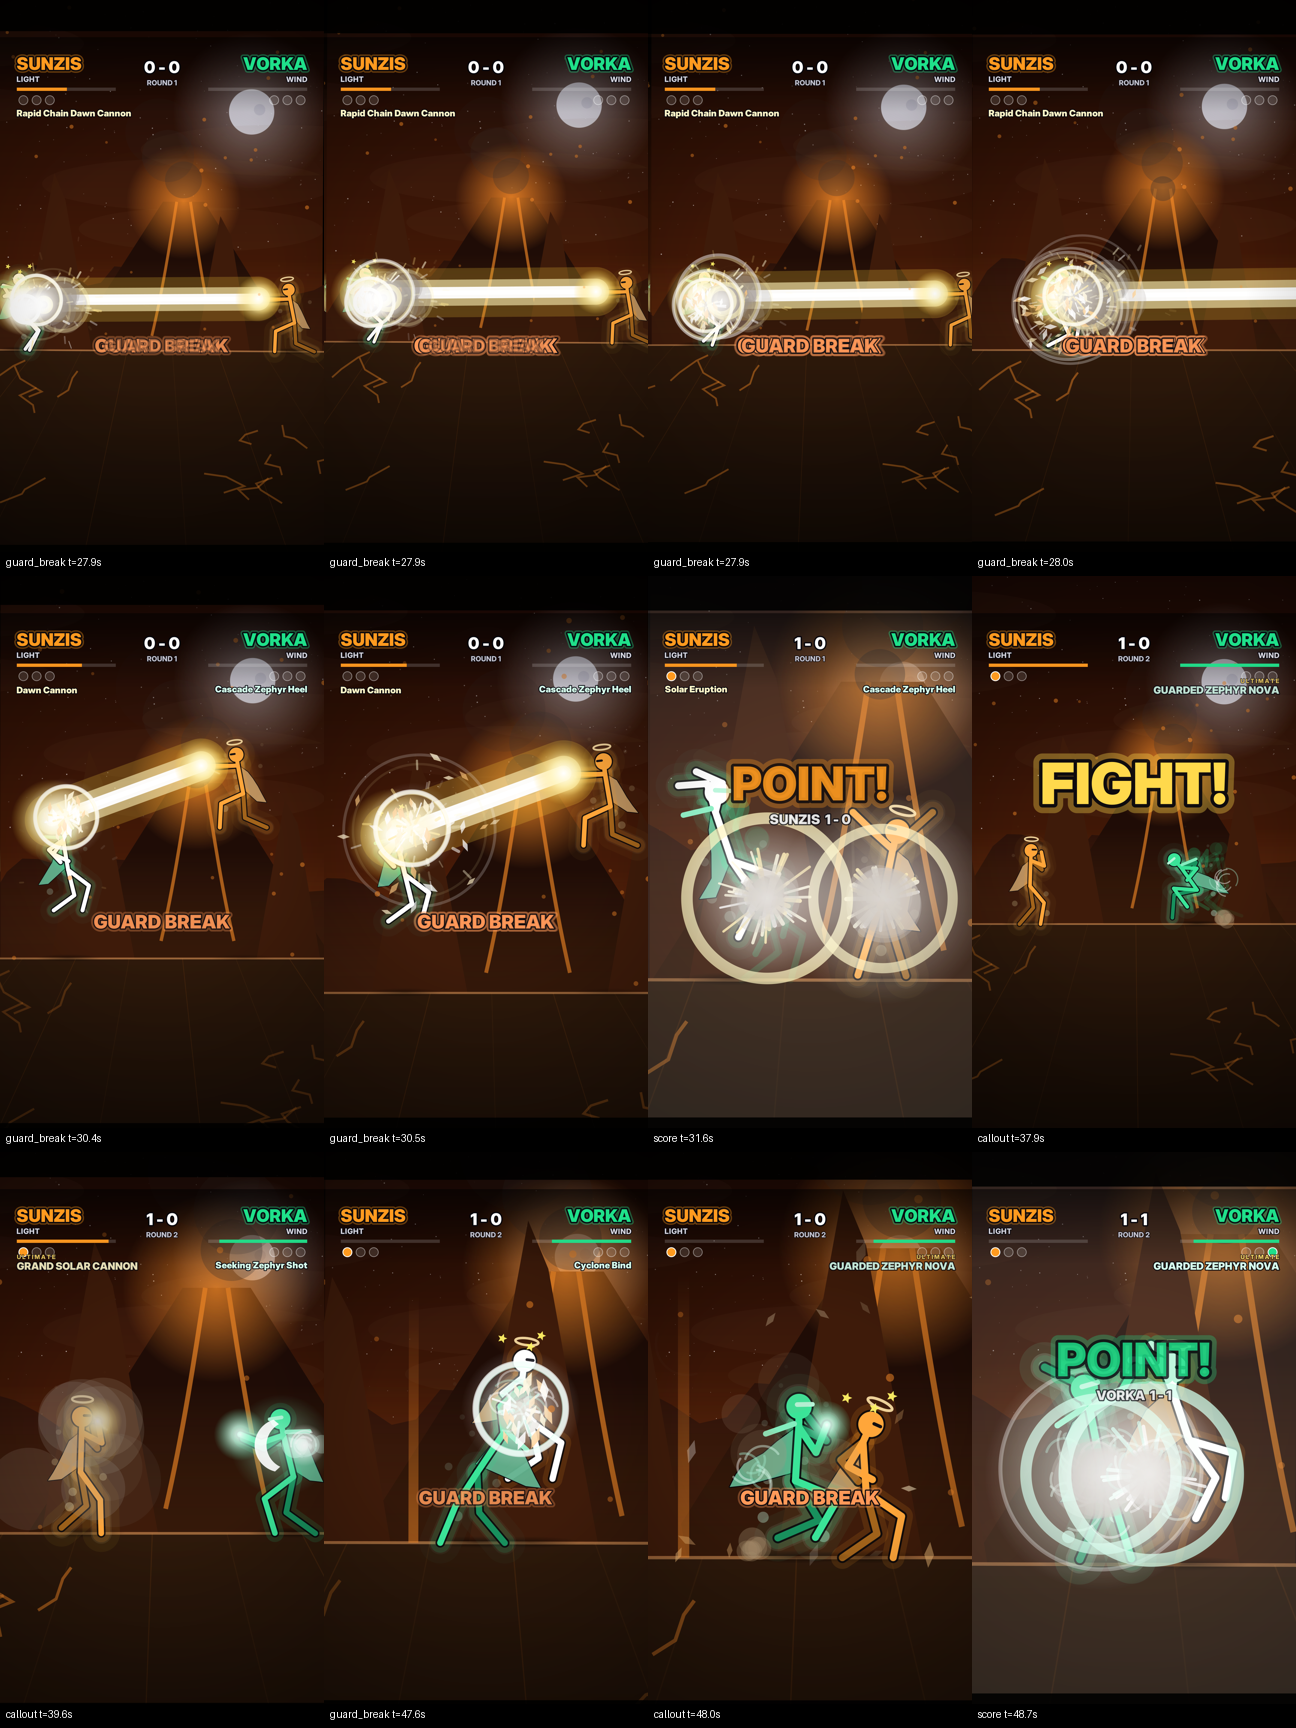 SUNZIS 0-0 VORKA
LIGHT ROUND 1 WIND
Rapid Chain Dawn Cannon
GUARD BREAK
guard_break t=27.9s
SUNZIS 0-0 VORKA
LIGHT ROUND 1 WIND
Rapid Chain Dawn Cannon
GUARD BREAK
guard_break t=27.9s
SUNZIS 0-0 VORKA
LIGHT ROUND 1 WIND
Rapid Chain Dawn Cannon
GUARD BREAK
guard_break t=27.9s
SUNZIS 0-0 VORKA
LIGHT ROUND 1 WIND
Rapid Chain Dawn Cannon
GUARD BREAK
guard_break t=28.0s
SUNZIS 0-0 VORKA
LIGHT ROUND 1 WIND
Dawn Cannon Cascade Zephyr Heel
GUARD BREAK
guard_break t=30.4s
SUNZIS 0-0 VORKA
LIGHT ROUND 1 WIND
Dawn Cannon Cascade Zephyr Heel
GUARD BREAK
guard_break t=30.5s
SUNZIS 1-0 VORKA
LIGHT ROUND 1 WIND
Solar Eruption Cascade Zephyr Heel
POINT!
SUNZIS 1-0
score t=31.6s
SUNZIS 1-0 VORKA
LIGHT ROUND 2 WIND
ULTIMATE
GUARDED ZEPHYR NOVA
FIGHT!
callout t=37.9s
SUNZIS 1-0 VORKA
LIGHT ROUND 2 WIND
ULTIMATE
GRAND SOLAR CANNON Seeking Zephyr Shot
callout t=39.6s
SUNZIS 1-0 VORKA
LIGHT ROUND 2 WIND
Cyclone Bind
GUARD BREAK
guard_break t=47.6s
SUNZIS 1-0 VORKA
LIGHT ROUND 2 WIND
ULTIMATE
GUARDED ZEPHYR NOVA
GUARD BREAK
callout t=48.0s
SUNZIS 1-1 VORKA
LIGHT ROUND 2 WIND
ULTIMATE
GUARDED ZEPHYR NOVA
POINT!
VORKA 1-1
score t=48.7s